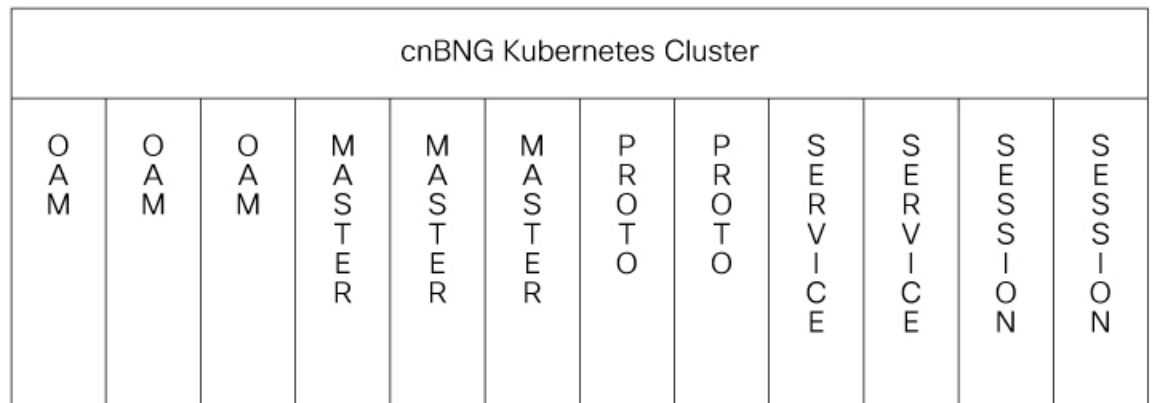 cnBNG Kubernetes Cluster
OAM
OAM
OAM
MASTER
MASTER
MASTER
PROTO
PROTO
SERVICE
SERVICE
SESSION
SESSION